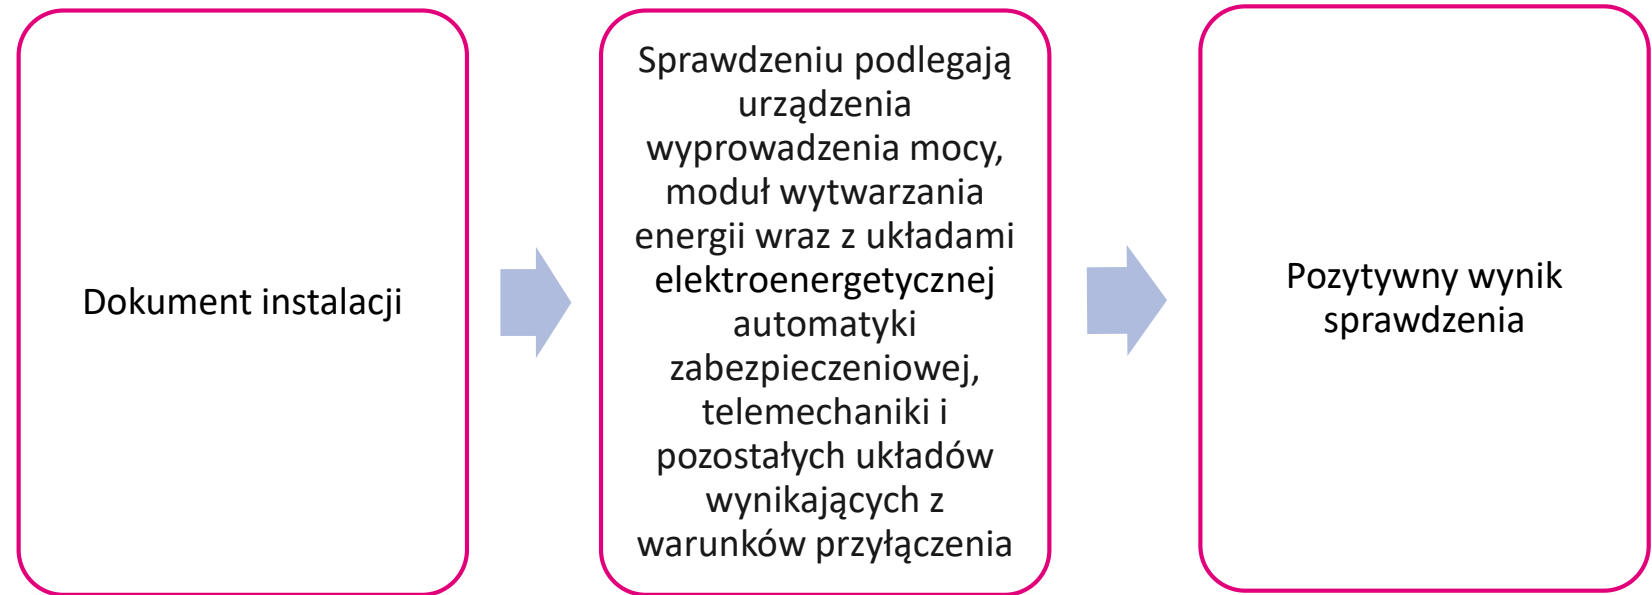 Dokument instalacji
Sprawdzeniu podlegają
urządzenia
wyprowadzenia mocy,
moduł wytwarzania
energii wraz z układami
elektroenergetycznej
automatyki
zabezpieczeniowej,
telemechaniki i
pozostałych układów
wynikających z
warunków przyłączenia
Pozytywny wynik
sprawdzenia